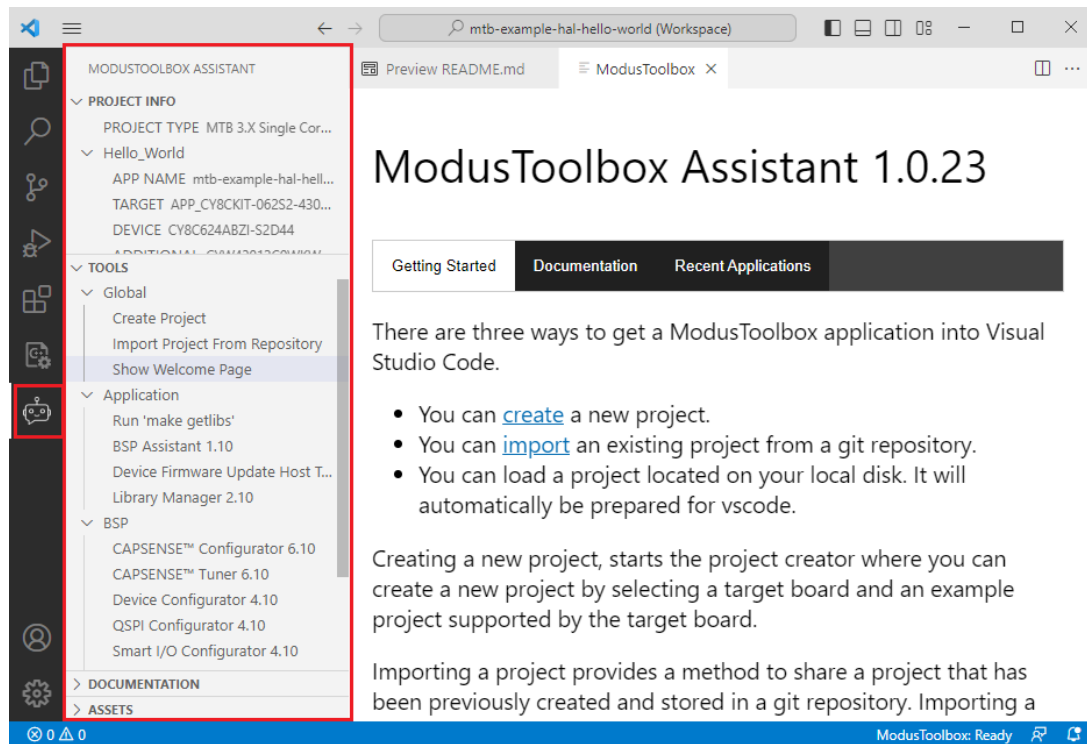 mtb-example-hal-hello-world (Workspace)
MODUSTOOLBOX ASSISTANT
PROJECT INFO
PROJECT TYPE MTB 3.X Single Cor...
Hello_World
APP NAME mtb-example-hal-hell...
TARGET APP_CY8CKIT-062S2-430...
DEVICE CY8C624ABZI-S2D44
ADDITIONAL
TOOLS
Global
Create Project
Import Project From Repository
Show Welcome Page
Application
Run 'make getlibs'
BSP Assistant 1.10
Device Firmware Update Host T...
Library Manager 2.10
BSP
CAPSENSE™ Configurator 6.10
CAPSENSE™ Tuner 6.10
Device Configurator 4.10
QSPI Configurator 4.10
Smart I/O Configurator 4.10
DOCUMENTATION
ASSETS
Preview README.md
ModusToolbox
ModusToolbox Assistant 1.0.23
Getting Started Documentation Recent Applications
There are three ways to get a ModusToolbox application into Visual
Studio Code.
• You can create a new project.
• You can import an existing project from a git repository.
• You can load a project located on your local disk. It will
automatically be prepared for vscode.
Creating a new project, starts the project creator where you can
create a new project by selecting a target board and an example
project supported by the target board.
Importing a project provides a method to share a project that has
been previously created and stored in a git repository. Importing a
0 0
ModusToolbox: Ready